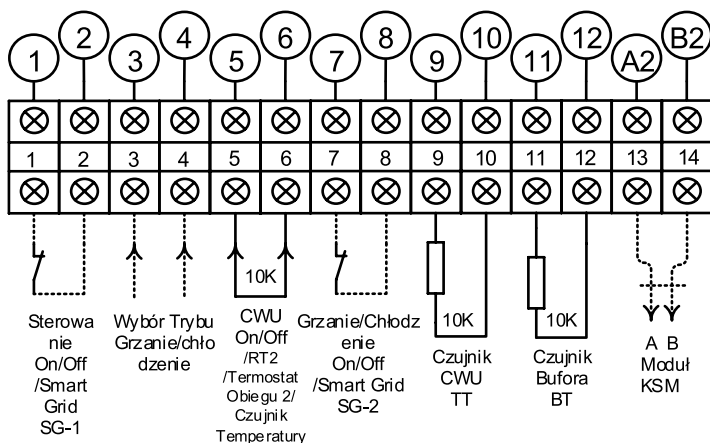 1 2 3 4 5 6 7 8 9 10 11 12 A2 B2
1 2 3 4 5 6 7 8 9 10 11 12 13 14
10K
10K
10K
Sterowa
nie
On/Off
/Smart
Grid
SG-1
Wybór Trybu
Grzanie/chło
dzenie
CWU
On/Off
/RT2
/Termostat
Obiegu 2/
Czujnik
Temperatury
Grzanie/Chłodz
enie
On/Off
/Smart Grid
SG-2
Czujnik
CWU
TT
Czujnik
Bufora
BT
A B
Moduł
KSM